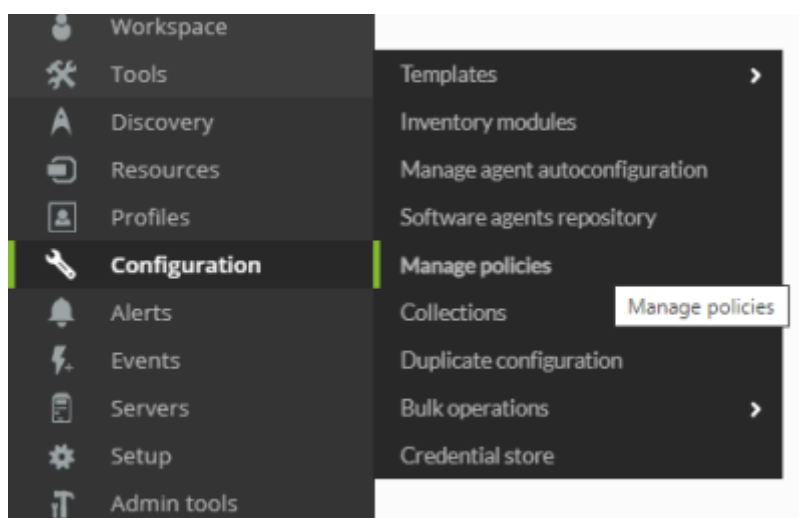 Workspace
Tools
Discovery
Resources
Profiles
Configuration
Alerts
Events
Servers
Setup
Admin tools
Templates
Inventory modules
Manage agent autoconfiguration
Software agents repository
Manage policies
Manage policies
Collections
Duplicate configuration
Bulk operations
Credential store